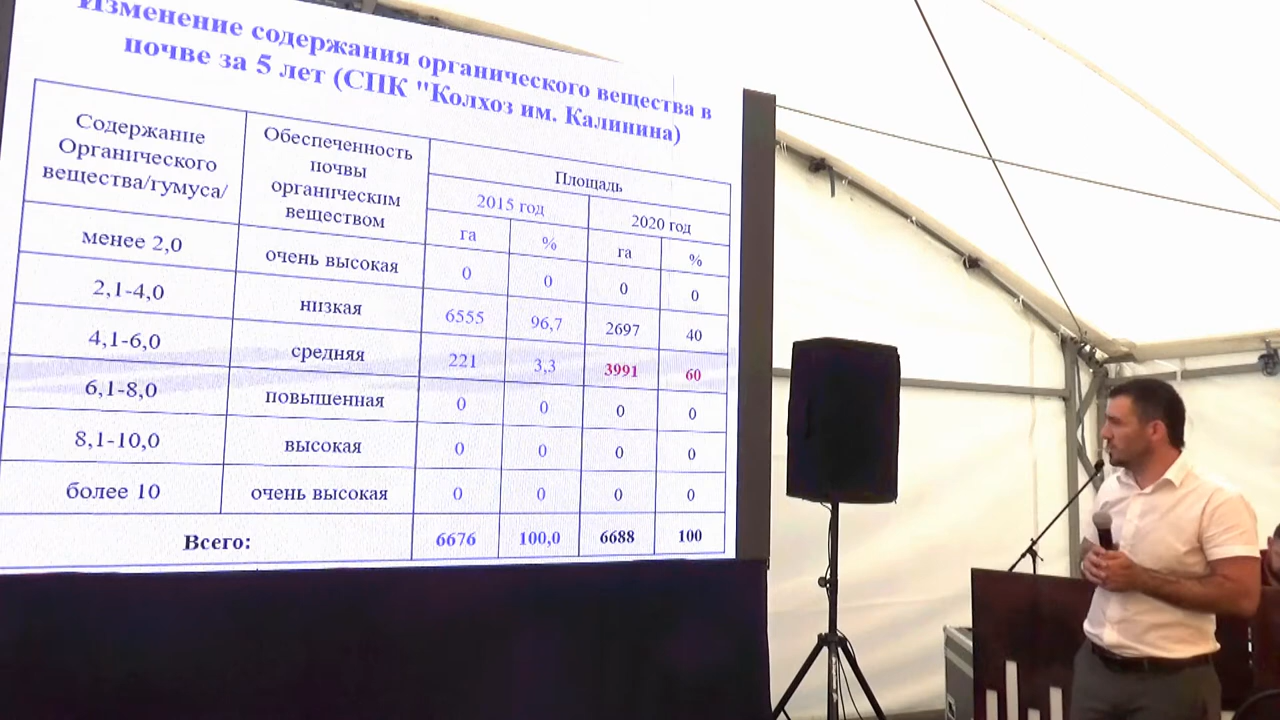 Изменение содержания органического вещества в
почве за 5 лет (СПК "Колхоз им. Калинина)
Содержание
Органического
вещества/гумуса/
Обеспеченность
почвы
органическим
веществом
Площадь
2015 год
2020 год
га
%
га
%
менее 2,0
очень высокая
0
0
0
0
2,1-4,0
низкая
6555
96,7
2697
40
4,1-6,0
средняя
221
3,3
3991
60
6,1-8,0
повышенная
0
0
0
0
8,1-10,0
высокая
0
0
0
0
более 10
очень высокая
0
0
0
0
Всего:
6676
100,0
6688
100